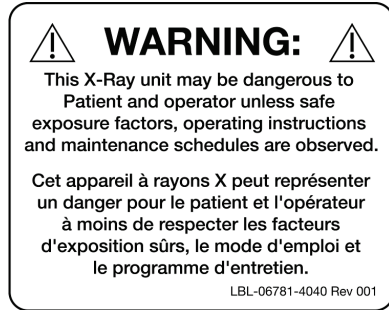 WARNING:
This X-Ray unit may be dangerous to
Patient and operator unless safe
exposure factors, operating instructions
and maintenance schedules are observed.
Cet appareil à rayons X peut représenter
un danger pour le patient et l'opérateur
à moins de respecter les facteurs
d'exposition sûrs, le mode d'emploi et
le programme d'entretien.
LBL-06781-4040 Rev 001